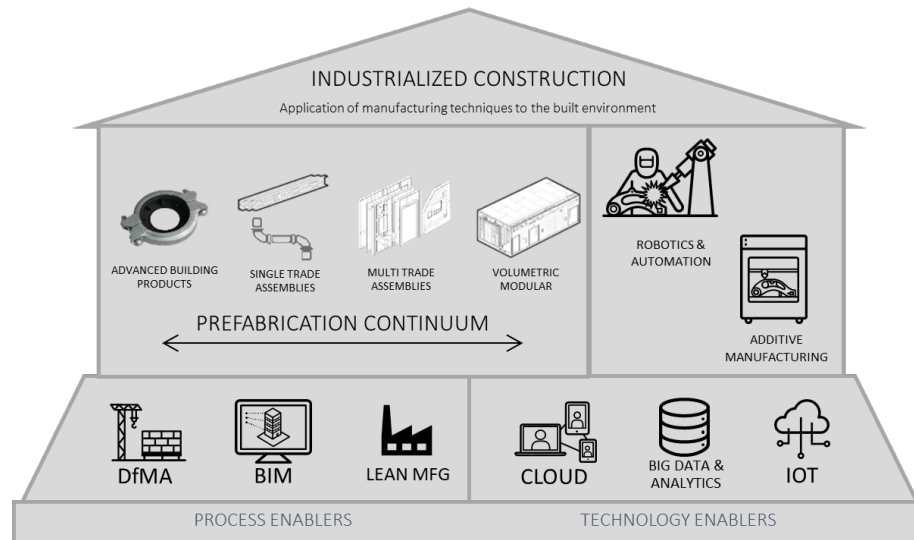 INDUSTRIALIZED CONSTRUCTION
Application of manufacturing techniques to the built environment
ADVANCED BUILDING
PRODUCTS
SINGLE TRADE
ASSEMBLIES
MULTI TRADE
ASSEMBLIES
VOLUMETRIC
MODULAR
PREFABRICATION CONTINUUM
ROBOTICS &
AUTOMATION
ADDITIVE
MANUFACTURING
DfMA
BIM
LEAN MFG
CLOUD
BIG DATA &
ANALYTICS
IOT
PROCESS ENABLERS
TECHNOLOGY ENABLERS